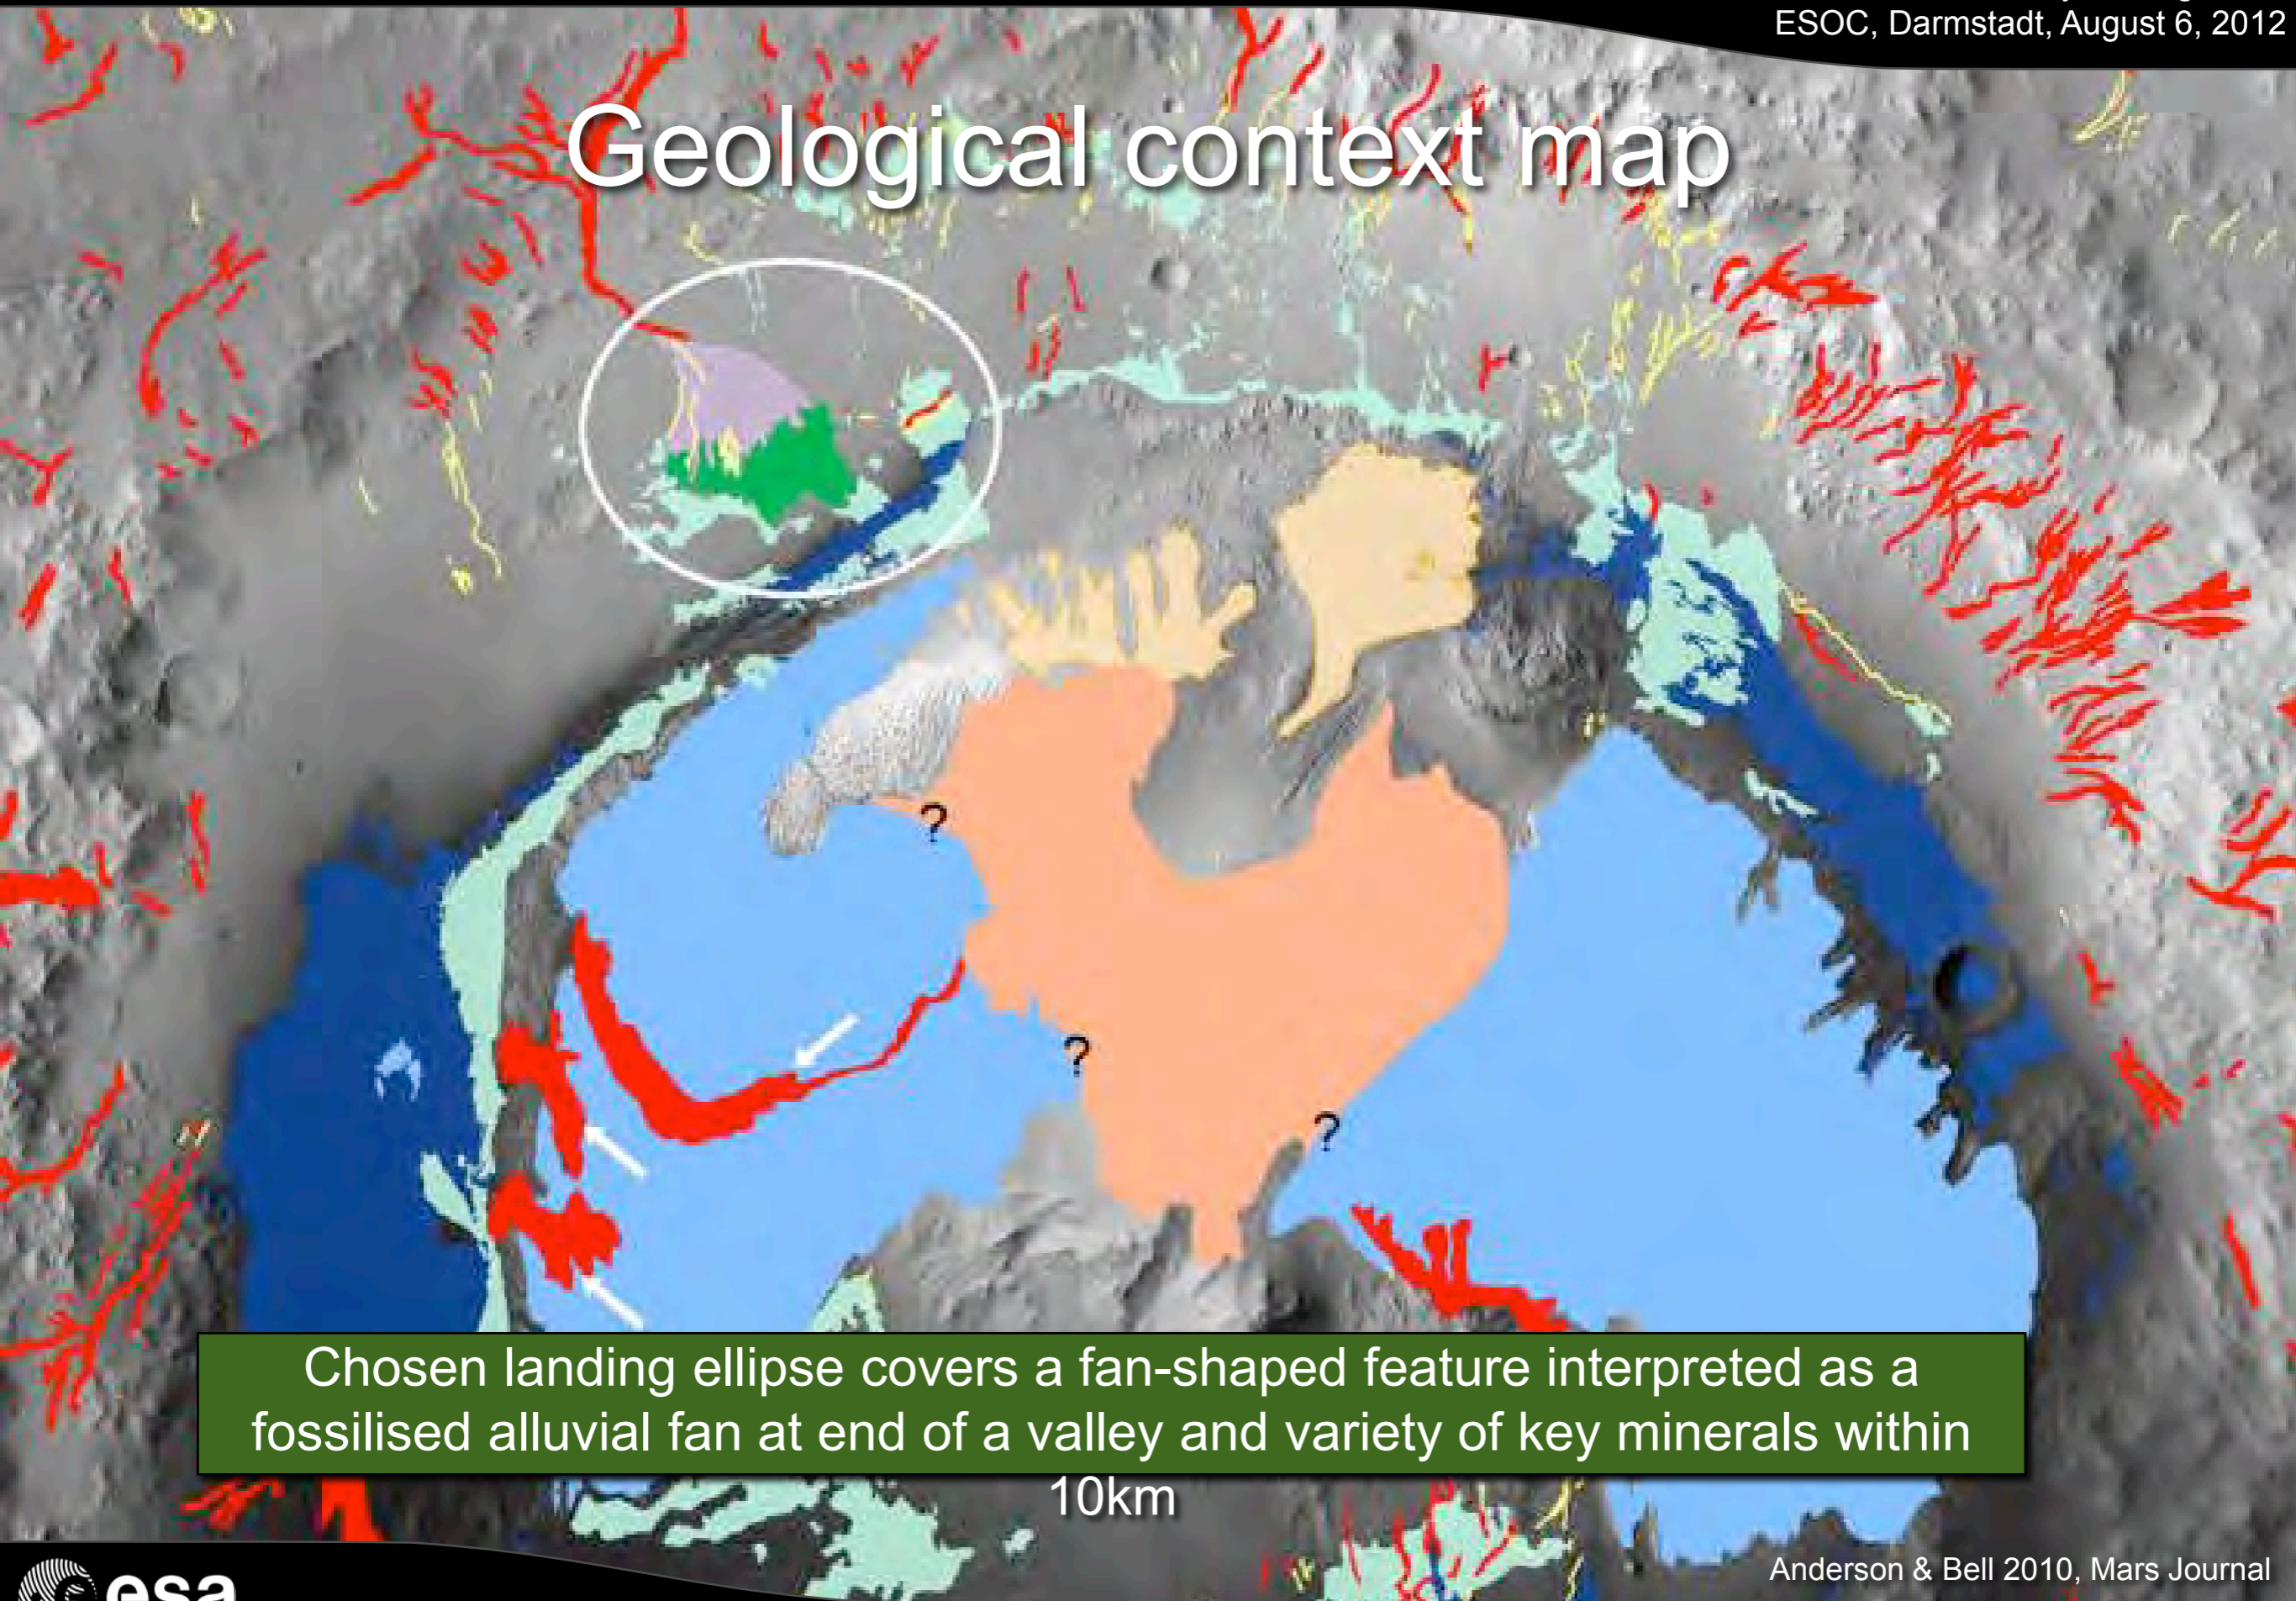 ESOC, Darmstadt, August 6, 2012
Geological context map
?
?
?
Chosen landing ellipse covers a fan-shaped feature interpreted as a
fossilised alluvial fan at end of a valley and variety of key minerals within
10km
Anderson & Bell 2010, Mars Journal
esa